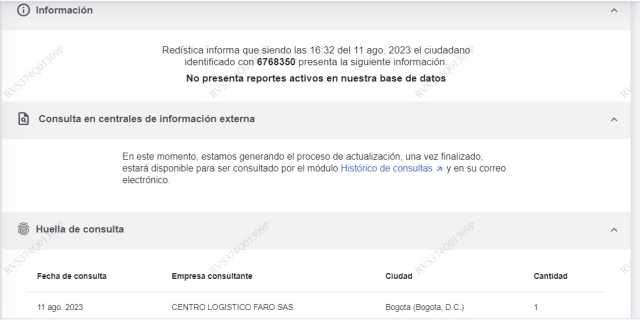 Información
Redística informa que siendo las 16:32 del 11 ago. 2023 el ciudadano
identificado con 6768350 presenta la siguiente información.
No presenta reportes activos en nuestra base de datos
Consulta en centrales de información externa
En este momento, estamos generando el proceso de actualización, una vez finalizado,
estará disponible para ser consultado por el módulo Histórico de consultas ↗ y en su correo
electrónico.
Huella de consulta
Fecha de consulta Empresa consultante Ciudad Cantidad
11 ago. 2023 CENTRO LOGISTICO FARO SAS Bogota (Bogota, D.C.) 1